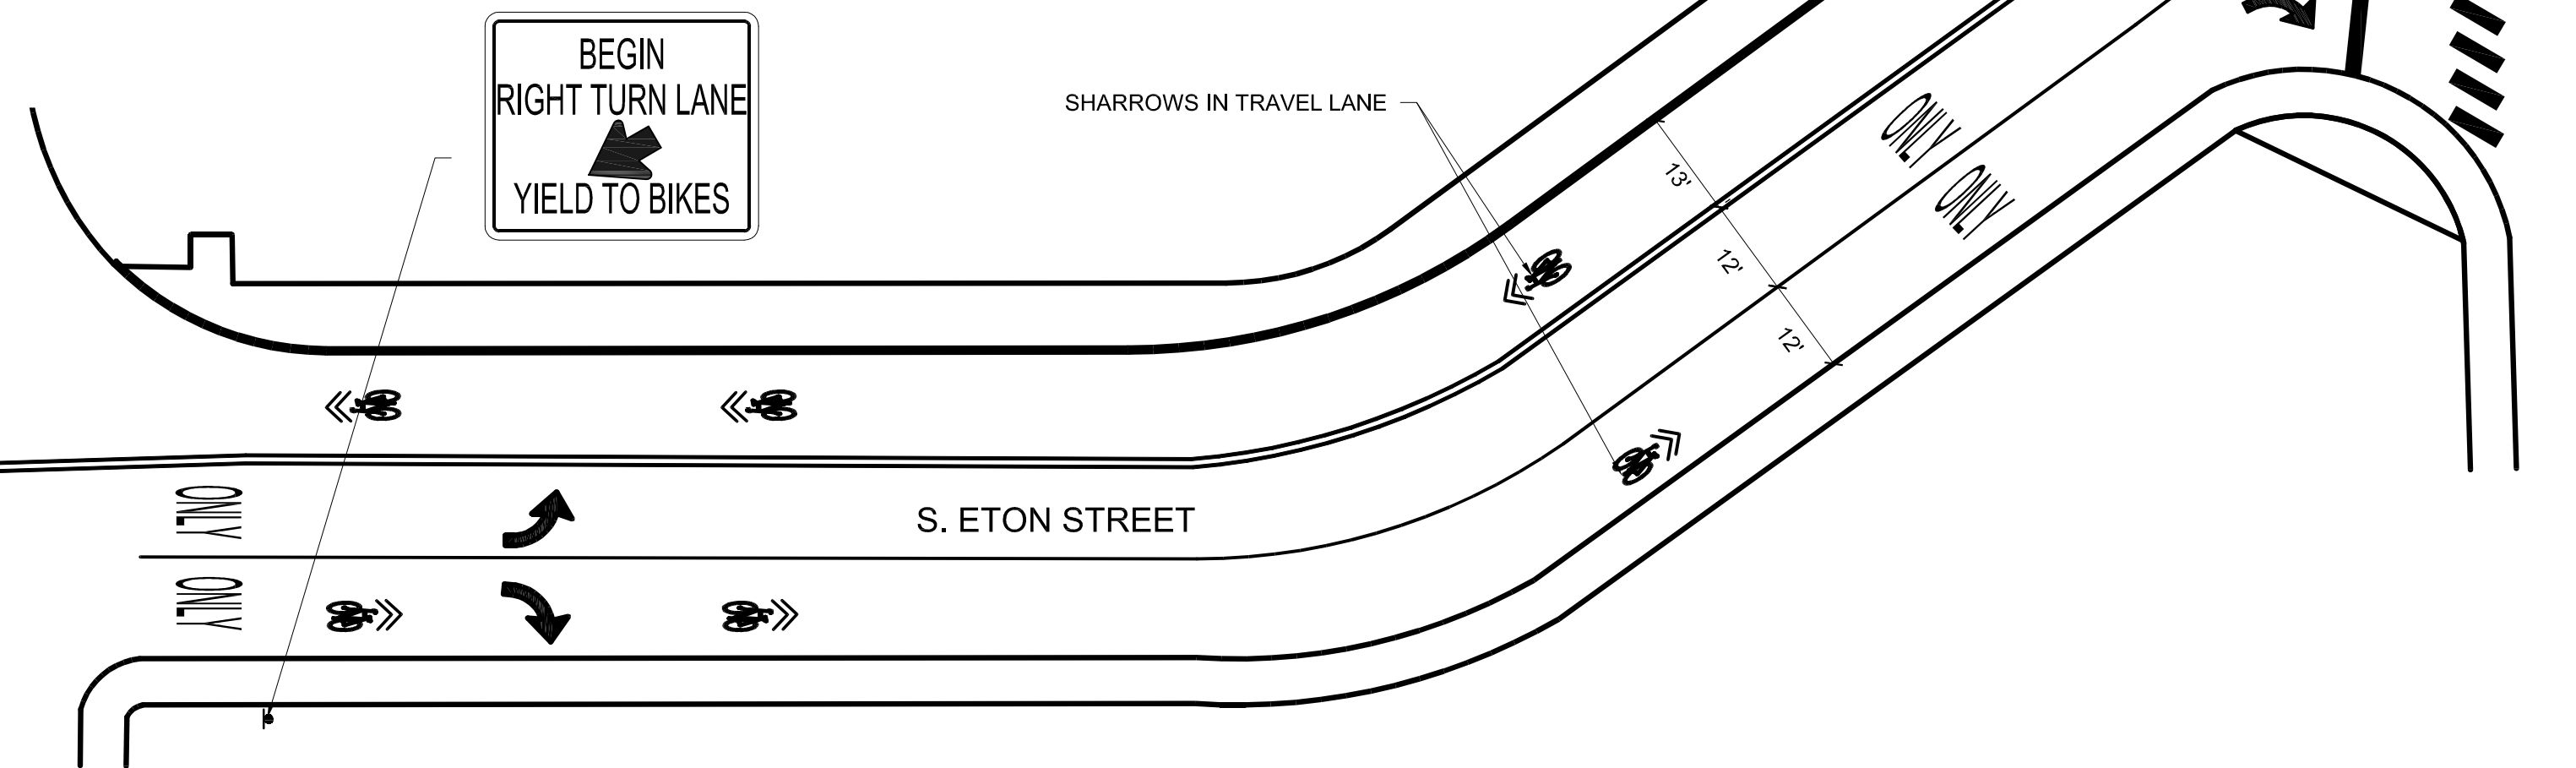 BEGIN
RIGHT TURN LANE
YIELD TO BIKES
SHARROWS IN TRAVEL LANE
ONLY
ONLY
13'
12'
12'
ONLY
S. ETON STREET
ONLY